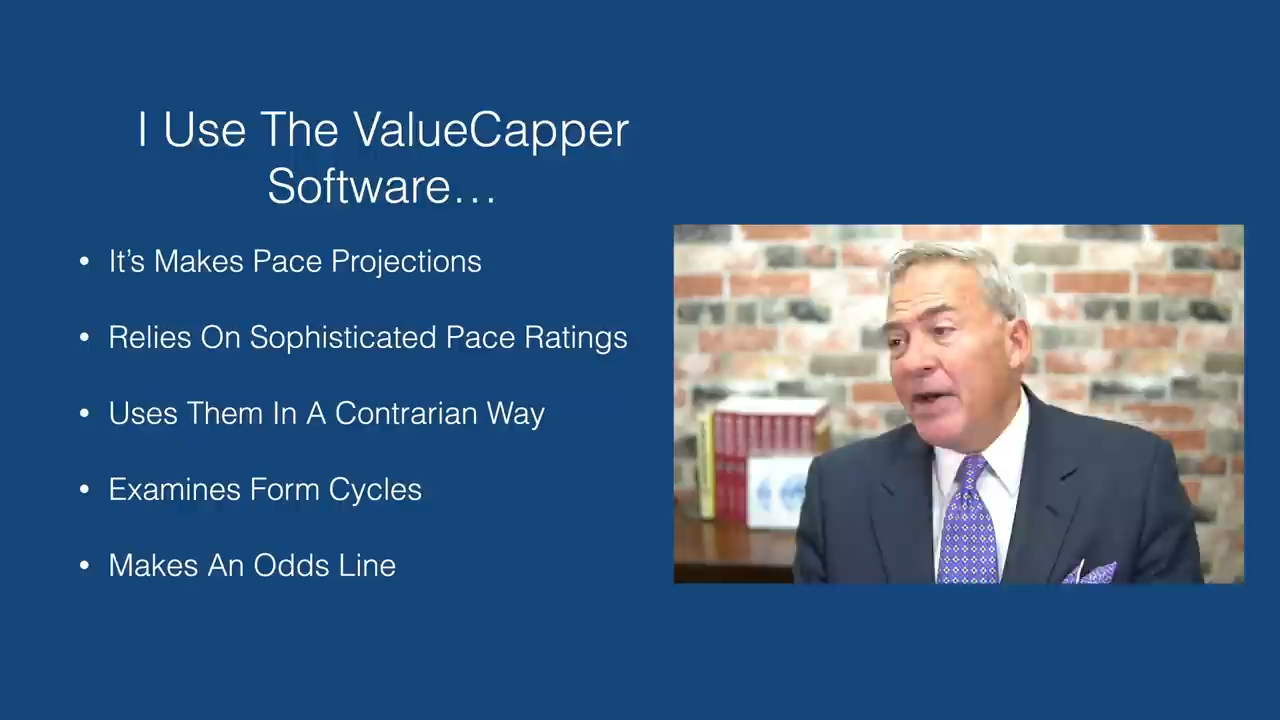 I Use The ValueCapper
Software…
• It's Makes Pace Projections
• Relies On Sophisticated Pace Ratings
• Uses Them In A Contrarian Way
• Examines Form Cycles
• Makes An Odds Line